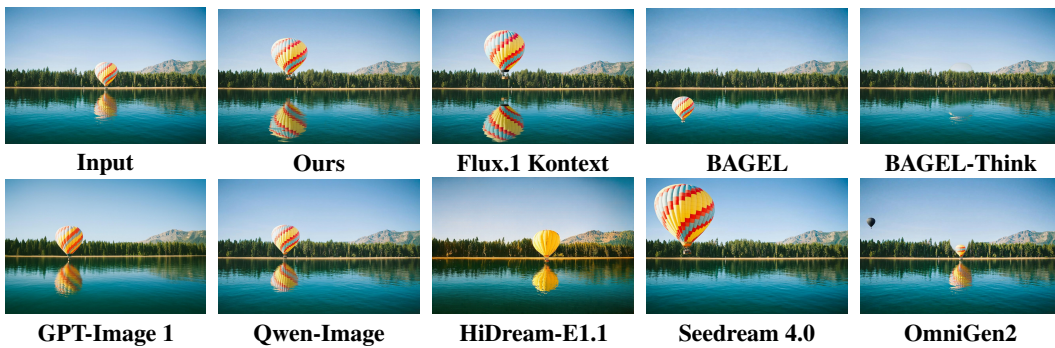 Input
Ours
Flux.1 Kontext
BAGEL
BAGEL-Think
GPT-Image 1
Qwen-Image
HiDream-E1.1
Seedream 4.0
OmniGen2